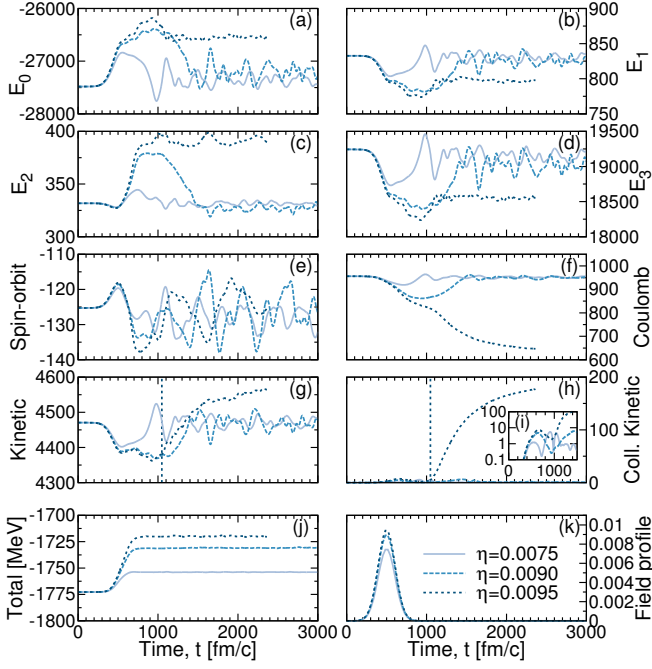 -26000
-27000
-28000
E0
(a)
900
850
800
750
E1
(b)
400
350
300
E2
(c)
19500
19000
18500
18000
E3
(d)
-110
-120
-130
-140
Spin-orbit
(e)
1000
900
800
700
600
Coulomb
(f)
4600
4500
4400
4300
Kinetic
(g)
200
100
0
Coll. Kinetic
(h)
(i)
100
10
1
0.1
0 1000
-1700
-1725
-1750
-1775
-1800
Total [MeV]
(j)
0.01
0.008
0.006
0.004
0.002
0
Field profile
(k)
η=0.0075
η=0.0090
η=0.0095
0 1000 2000 3000
0 1000 2000 3000
Time, t [fm/c]
Time, t [fm/c]